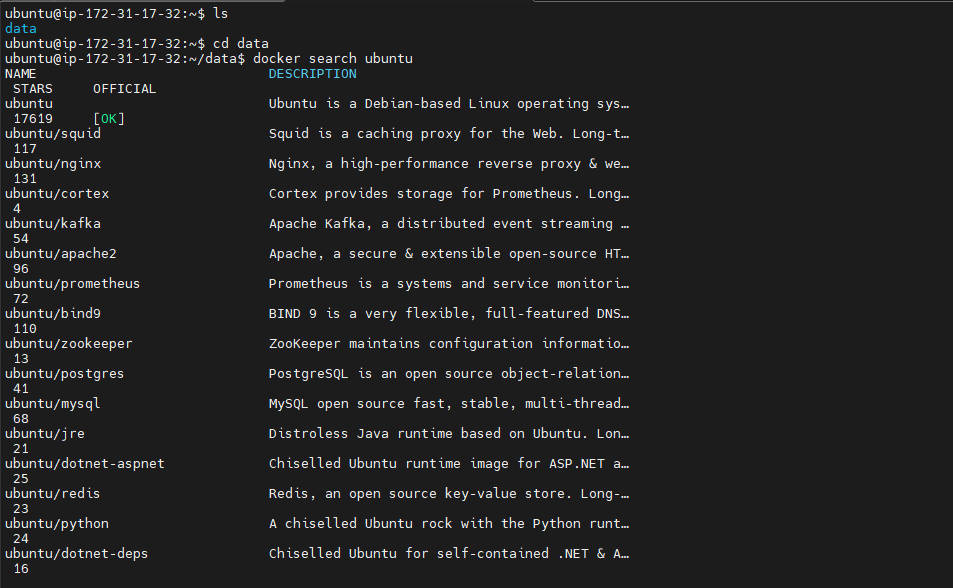 ubuntu@ip-172-31-17-32:~$ ls
data
ubuntu@ip-172-31-17-32:~$ cd data
ubuntu@ip-172-31-17-32:~/data$ docker search ubuntu
NAME                             DESCRIPTION
 STARS     OFFICIAL
ubuntu                           Ubuntu is a Debian-based Linux operating sys…
 17619     [OK]
ubuntu/squid                     Squid is a caching proxy for the Web. Long-t…
 117
ubuntu/nginx                     Nginx, a high-performance reverse proxy & we…
 131
ubuntu/cortex                    Cortex provides storage for Prometheus. Long…
 4
ubuntu/kafka                     Apache Kafka, a distributed event streaming …
 54
ubuntu/apache2                   Apache, a secure & extensible open-source HT…
 96
ubuntu/prometheus                Prometheus is a systems and service monitori…
 72
ubuntu/bind9                     BIND 9 is a very flexible, full-featured DNS…
 110
ubuntu/zookeeper                 ZooKeeper maintains configuration informatio…
 13
ubuntu/postgres                  PostgreSQL is an open source object-relation…
 41
ubuntu/mysql                     MySQL open source fast, stable, multi-thread…
 68
ubuntu/jre                       Distroless Java runtime based on Ubuntu. Lon…
 21
ubuntu/dotnet-aspnet             Chiselled Ubuntu runtime image for ASP.NET a…
 25
ubuntu/redis                     Redis, an open source key-value store. Long-…
 23
ubuntu/python                    A chiselled Ubuntu rock with the Python runt…
 24
ubuntu/dotnet-deps               Chiselled Ubuntu for self-contained .NET & A…
 16